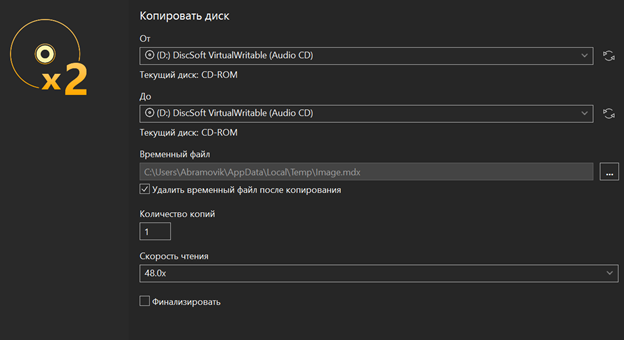 Копировать диск
От
(D:) DiscSoft VirtualWritable (Audio CD)
Текущий диск: CD-ROM
До
(D:) DiscSoft VirtualWritable (Audio CD)
Текущий диск: CD-ROM
Временный файл
C:\Users\Abramovik\AppData\Local\Temp\Image.mdx
...
Удалить временный файл после копирования
Количество копий
1
Скорость чтения
48.0x
Финализировать
x2